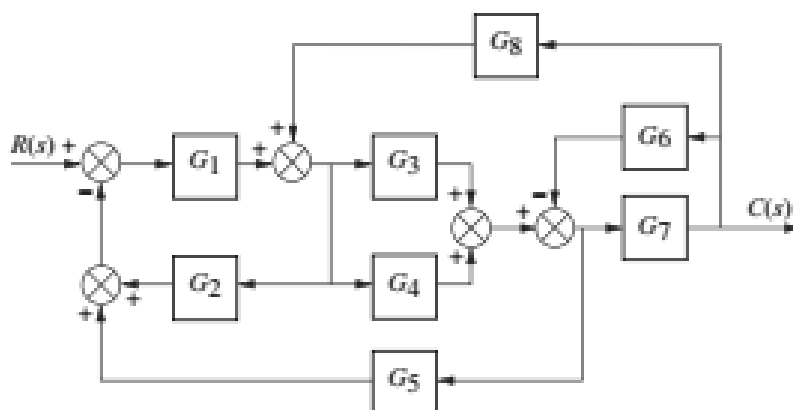 G8
R(s) + + + G1 G3 - G6
+ + + G7 C(s)
- G2 + + G4
G5